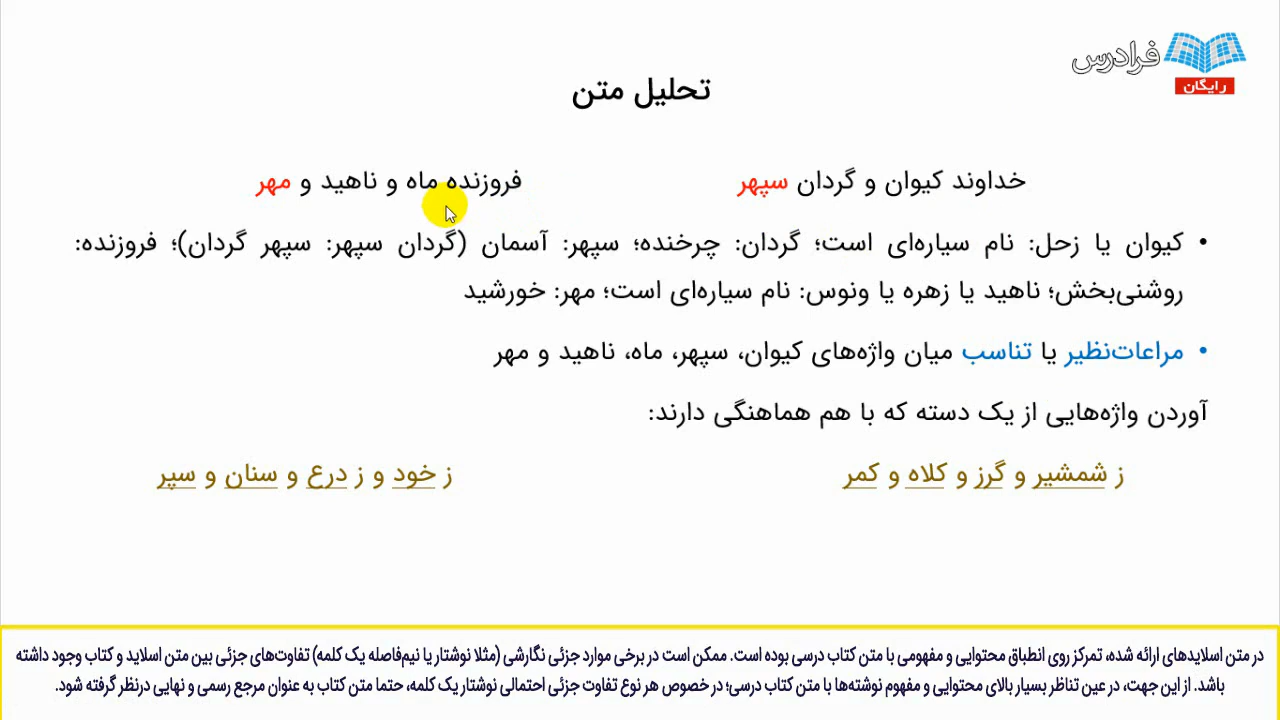 فرادرس
رایگان
تحلیل متن
خداوند کیوان و گردان سپهر فروزنده ماه و ناهید و مهر
• کیوان یا زحل: نام سیاره‌ای است؛ گردان: چرخنده؛ سپهر: آسمان (گردان سپهر: سپهر گردان)؛ فروزنده:
روشنی‌بخش؛ ناهید یا زهره یا ونوس: نام سیاره‌ای است؛ مهر: خورشید
• مراعات‌نظیر یا تناسب میان واژه‌های کیوان، سپهر، ماه، ناهید و مهر
آوردن واژه‌هایی از یک دسته که با هم هماهنگی دارند:
ز شمشیر و گرز و کلاه و کمر ز خود و ز درع و سنان و سپر
در متن اسلایدهای ارائه شده، تمرکز روی انطباق محتوایی و مفهومی با متن کتاب درسی بوده است. ممکن است در برخی موارد جزئی نگارشی (مثلا نوشتار یا نیم‌فاصله یک کلمه) تفاوت‌های جزئی بین متن اسلاید و کتاب وجود داشته
باشد. از این جهت، در عین تناظر بسیار بالای محتوایی و مفهوم نوشته‌ها با متن کتاب درسی؛ در خصوص هر نوع تفاوت جزئی احتمالی نوشتار یک کلمه، حتما متن کتاب به عنوان مرجع رسمی و نهایی درنظر گرفته شود.